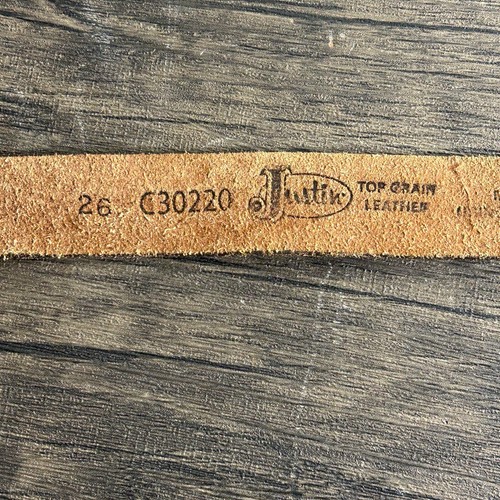 26 C30220 Justin TOP GRAIN
LEATHER